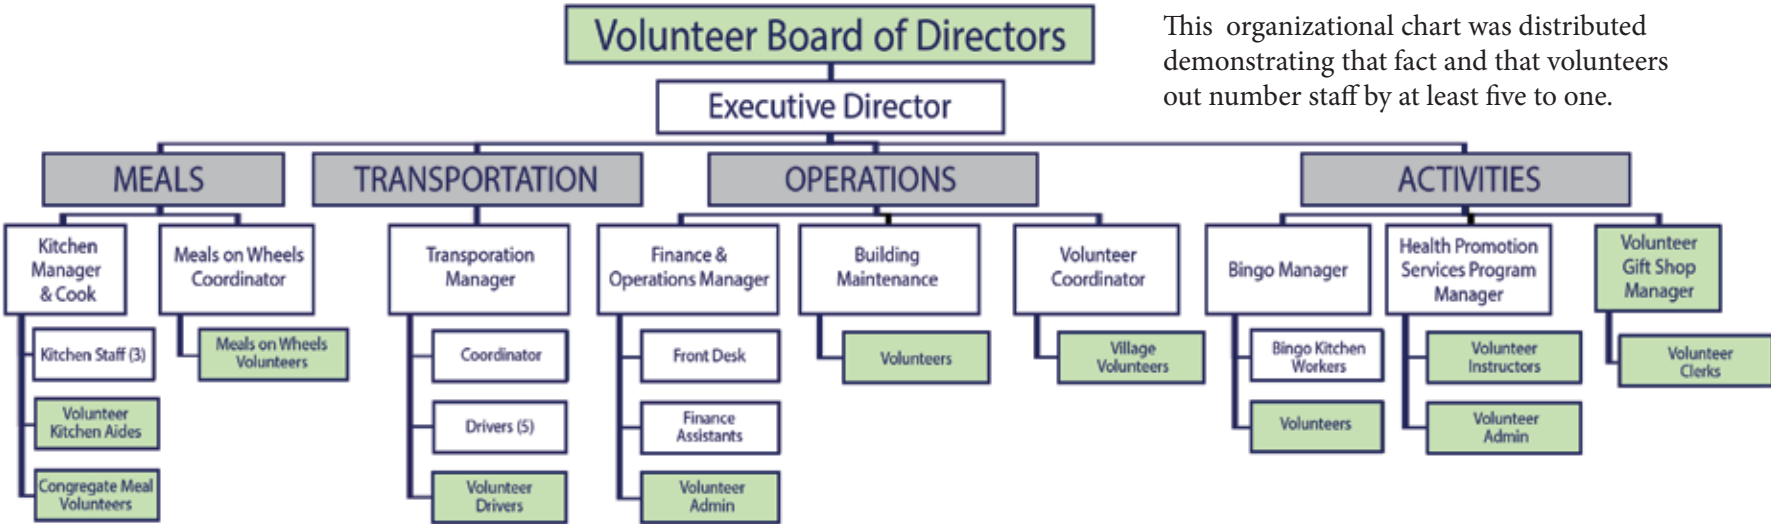 Volunteer Board of Directors
This organizational chart was distributed
demonstrating that fact and that volunteers
out number staff by at least five to one.
Executive Director
MEALS
TRANSPORTATION
OPERATIONS
ACTIVITIES
Kitchen
Manager
& Cook
Meals on Wheels
Coordinator
Transporation
Manager
Finance &
Operations Manager
Building
Maintenance
Volunteer
Coordinator
Bingo Manager
Health Promotion
Services Program
Manager
Volunteer
Gift Shop
Manager
Kitchen Staff (3)
Volunteer
Kitchen Aides
Congregate Meal
Volunteers
Meals on Wheels
Volunteers
Coordinator
Drivers (5)
Volunteer
Drivers
Front Desk
Finance
Assistants
Volunteer
Admin
Volunteers
Village
Volunteers
Bingo Kitchen
Workers
Volunteers
Volunteer
Instructors
Volunteer
Admin
Volunteer
Clerks